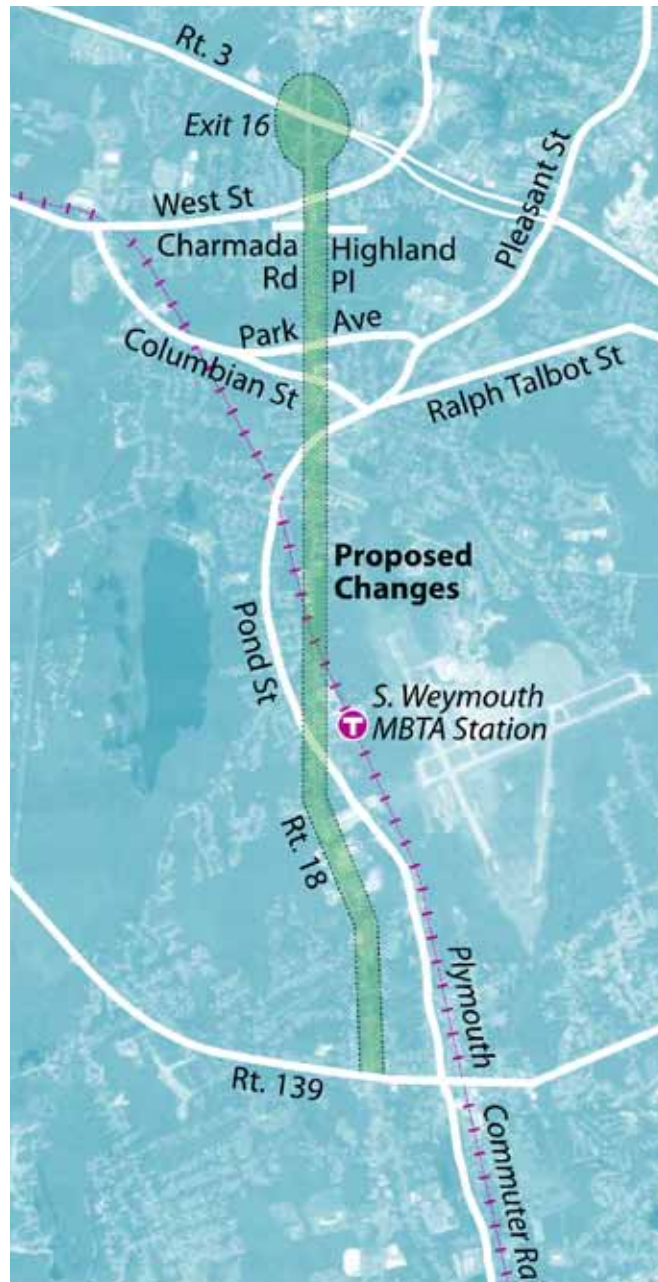 Rt. 3
Exit 16
Pleasant St
West St
Charmada
Rd
Highland
Pl
Park Ave
Columbian St
Ralph Talbot St
Proposed
Changes
Pond St
S. Weymouth
MBTA Station
T
Rt. 18
Plymouth
Rt. 139
Commuter Ra